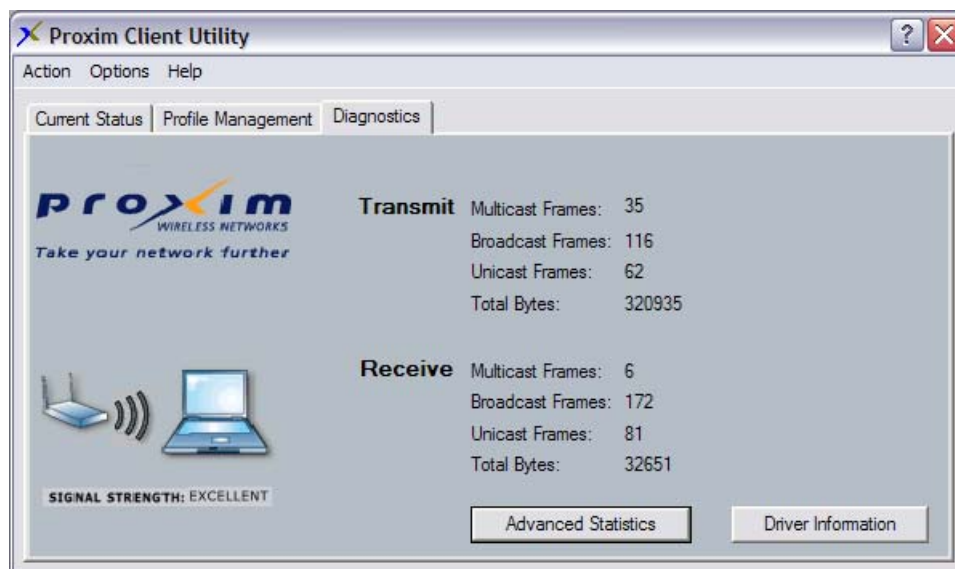 Proxim Client Utility
Action Options Help
Current Status Profile Management Diagnostics
proxim
WIRELESS NETWORKS
Take your network further
Transmit Multicast Frames: 35
Broadcast Frames: 116
Unicast Frames: 62
Total Bytes: 320935
Receive Multicast Frames: 6
Broadcast Frames: 172
Unicast Frames: 81
Total Bytes: 32651
SIGNAL STRENGTH: EXCELLENT
Advanced Statistics Driver Information